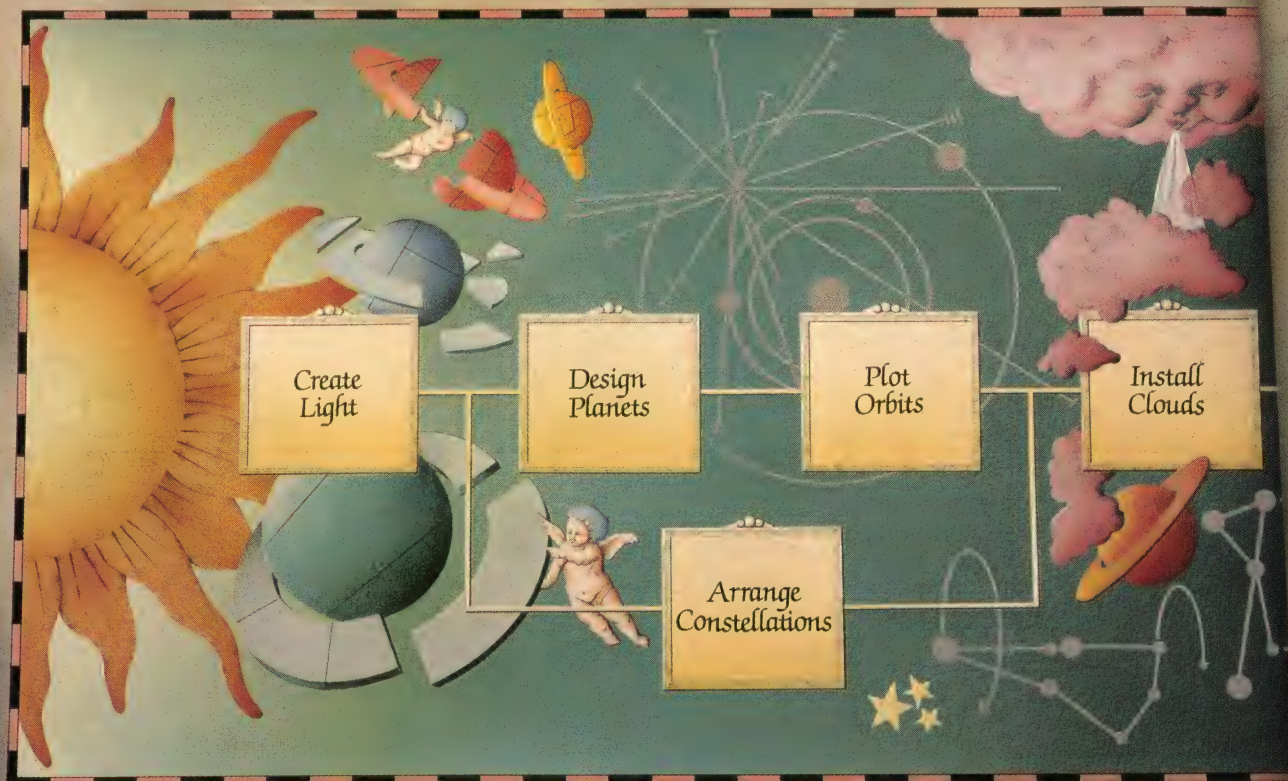 Create
Light
Design
Planets
Plot
Orbits
Install
Clouds
Arrange
Constellations